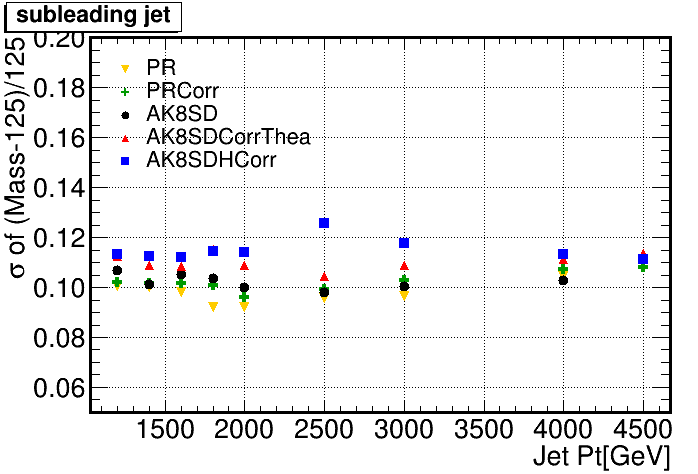 subleading jet
σ of (Mass-125)/125
0.20
0.18
0.16
0.14
0.12
0.10
0.08
0.06
PR
PRCorr
AK8SD
AK8SDCorrThea
AK8SDHCorr
1500 2000 2500 3000 3500 4000 4500
Jet Pt[GeV]